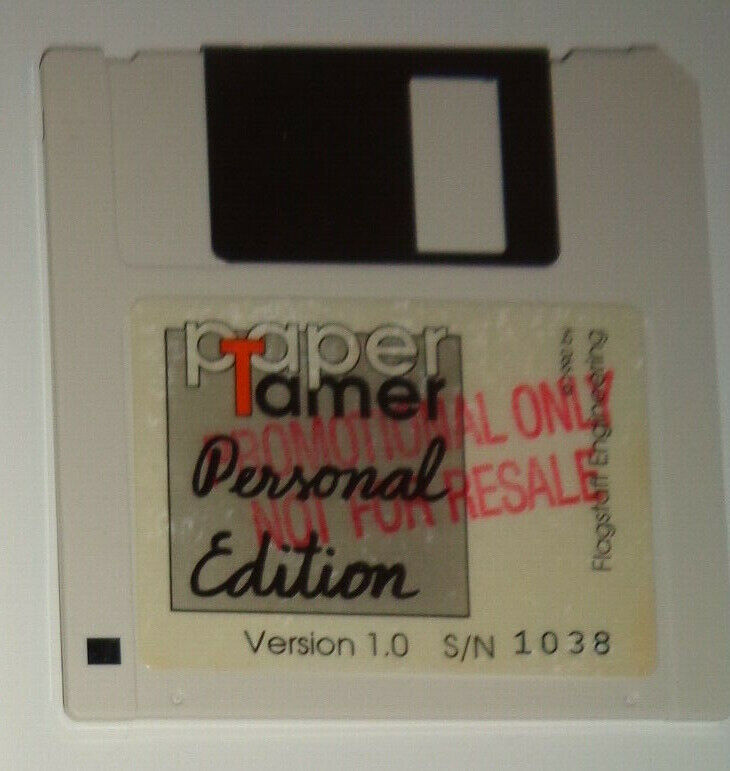 paper
Tamer
Personal
Edition
PROMOTIONAL ONLY
NOT FOR RESALE
Flagstaff Engineering
Version 1.0 S/N 1038